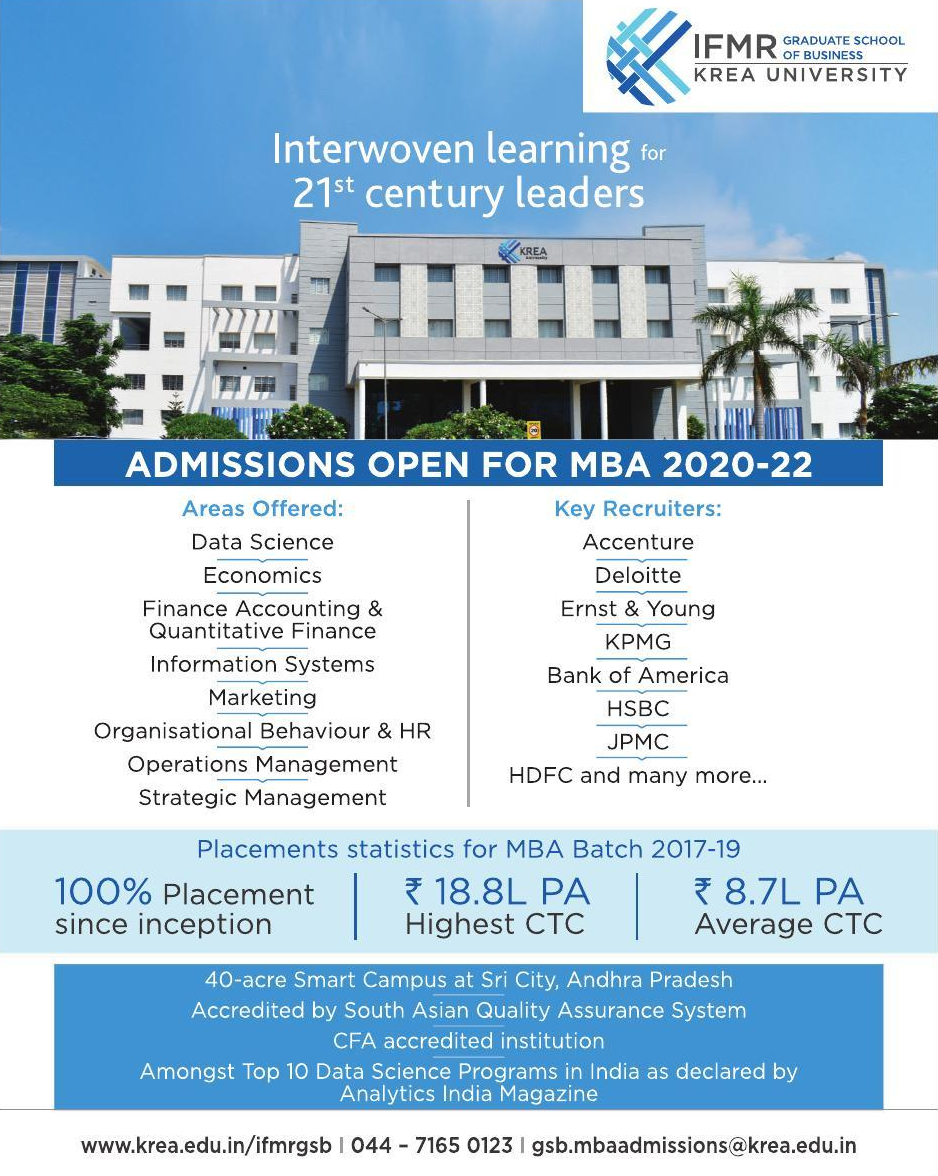 IFMR GRADUATE SCHOOL
OF BUSINESS
KREA UNIVERSITY
Interwoven learning for
21st century leaders
KREA
University
ADMISSIONS OPEN FOR MBA 2020-22
Areas Offered:
Data Science
Economics
Finance Accounting &
Quantitative Finance
Information Systems
Marketing
Organisational Behaviour & HR
Operations Management
Strategic Management
Key Recruiters:
Accenture
Deloitte
Ernst & Young
KPMG
Bank of America
HSBC
JPMC
HDFC and many more...
Placements statistics for MBA Batch 2017-19
100% Placement
since inception
₹ 18.8L PA
Highest CTC
₹ 8.7L PA
Average CTC
40-acre Smart Campus at Sri City, Andhra Pradesh
Accredited by South Asian Quality Assurance System
CFA accredited institution
Amongst Top 10 Data Science Programs in India as declared by
Analytics India Magazine
www.krea.edu.in/ifmrgsb | 044 – 7165 0123 | gsb.mbaadmissions@krea.edu.in